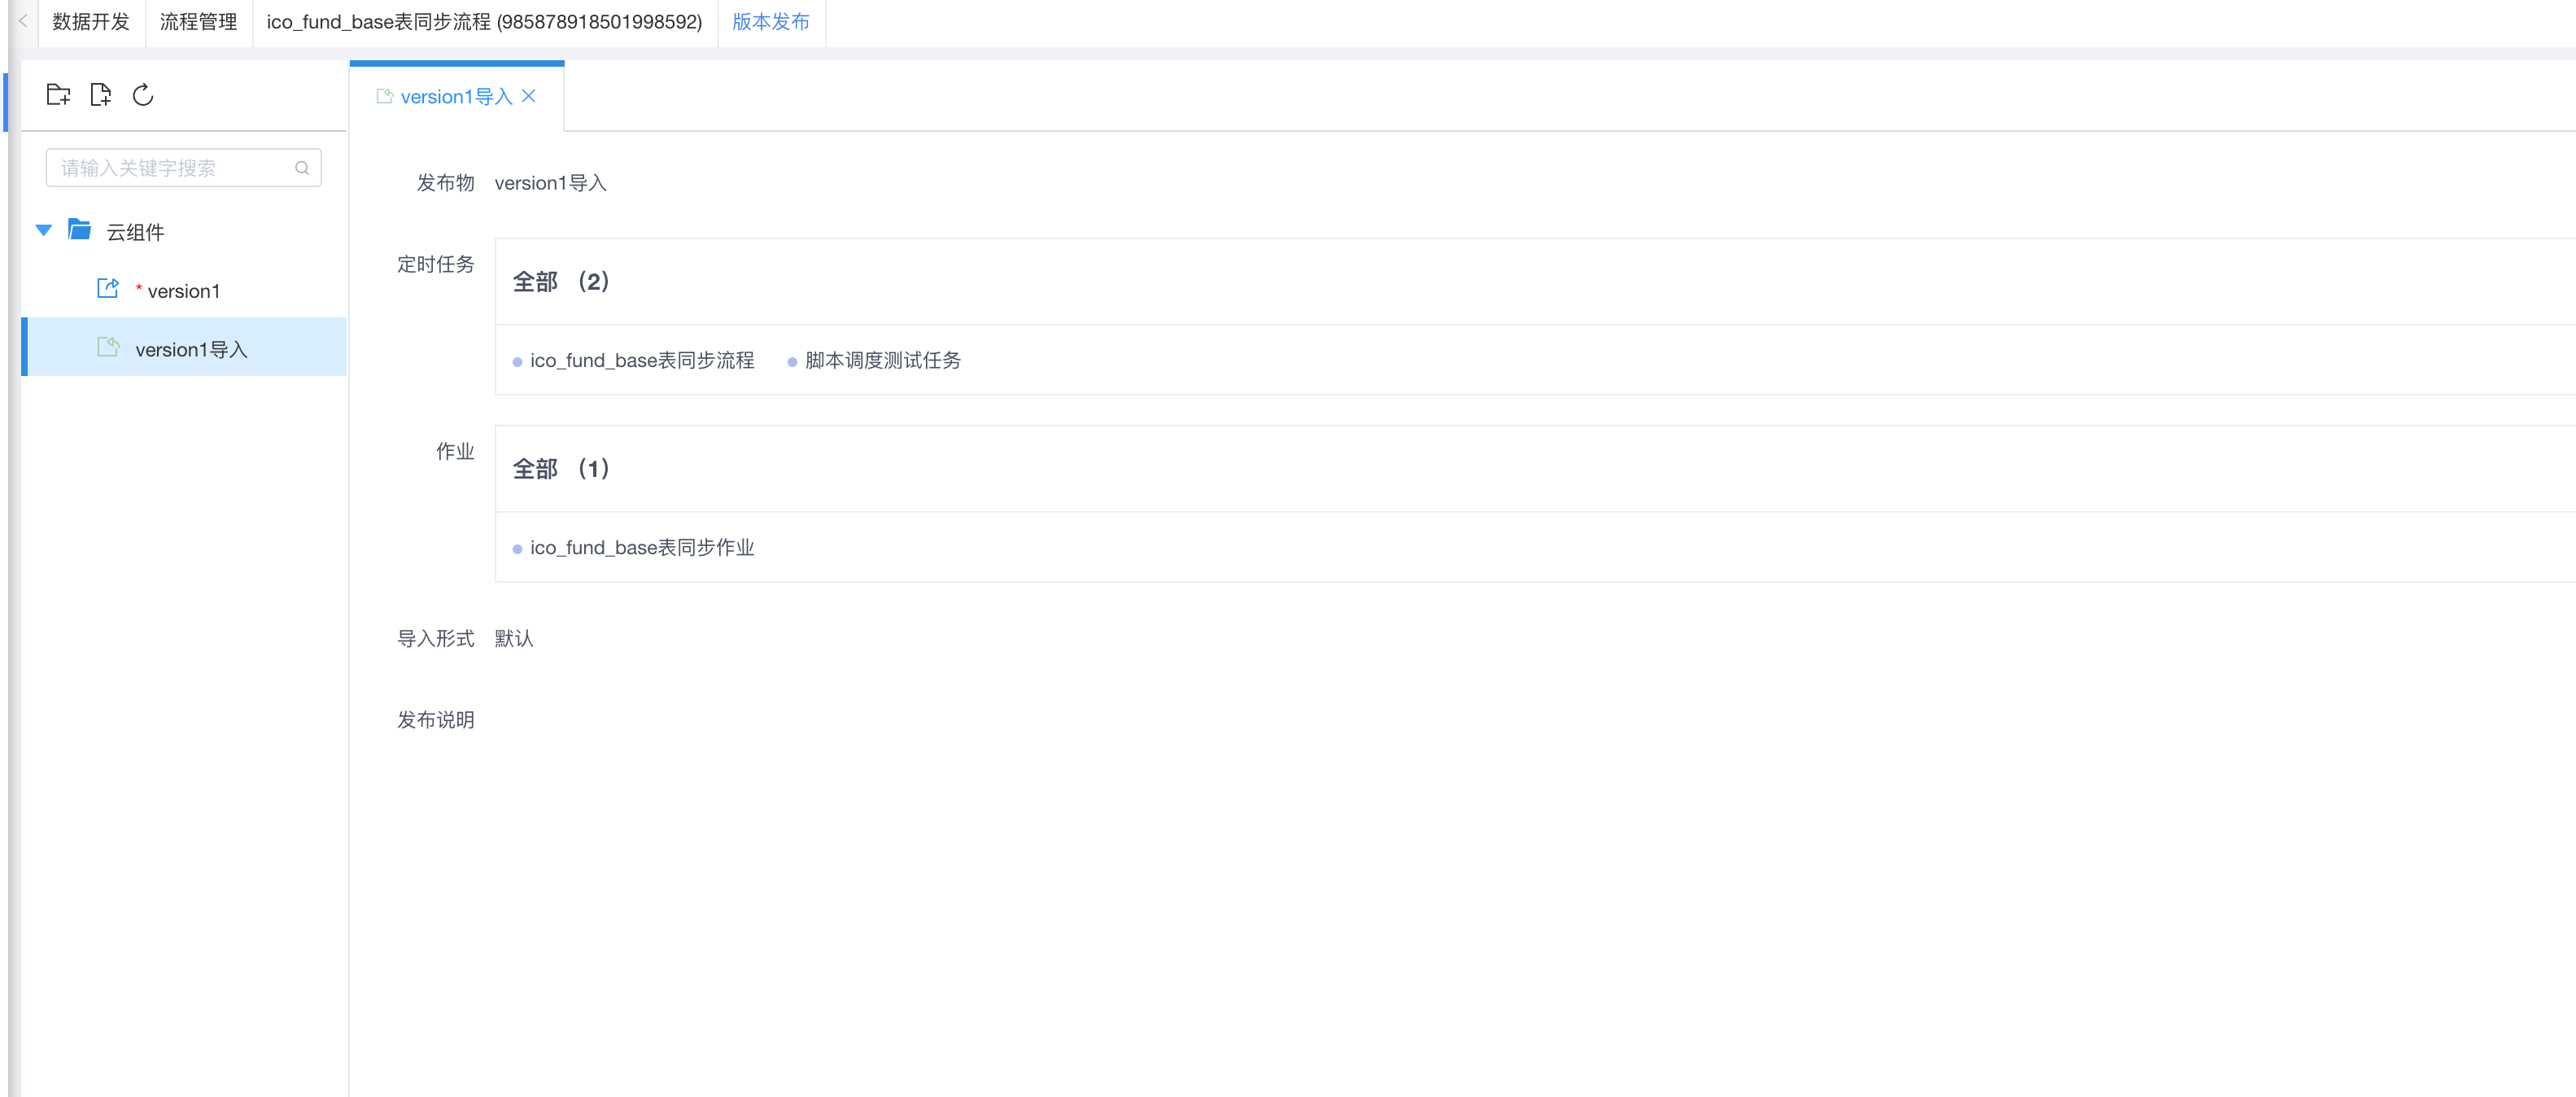 数据开发 流程管理 ico_fund_base表同步流程 (985878918501998592) 版本发布
version1导入
请输入关键字搜索
云组件
* version1
version1导入
发布物 version1导入
定时任务 全部 （2）
ico_fund_base表同步流程 脚本调度测试任务
作业 全部 （1）
ico_fund_base表同步作业
导入形式 默认
发布说明